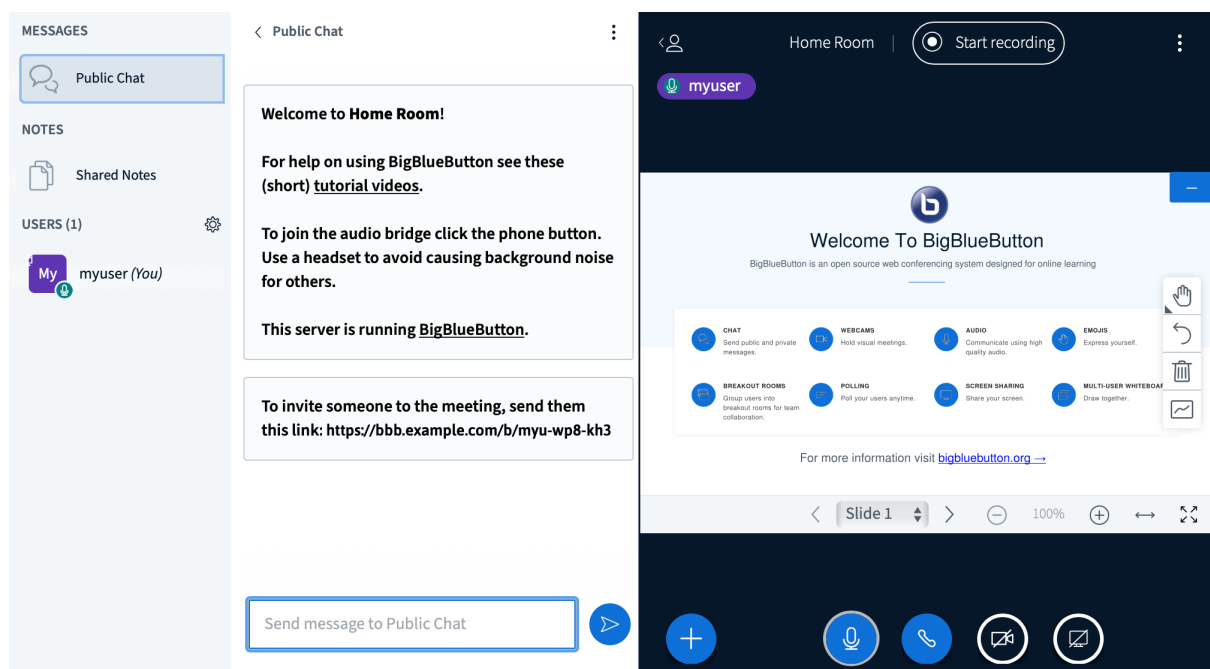 MESSAGES
Public Chat
NOTES
Shared Notes
USERS (1)
My
myuser (You)
Public Chat
Welcome to Home Room!
For help on using BigBlueButton see these
(short) tutorial videos.
To join the audio bridge click the phone button.
Use a headset to avoid causing background noise
for others.
This server is running BigBlueButton.
To invite someone to the meeting, send them
this link: https://bbb.example.com/b/myu-wp8-kh3
Send message to Public Chat
Home Room
Start recording
myuser
b
Welcome To BigBlueButton
BigBlueButton is an open source web conferencing system designed for online learning
CHAT
Send public and private
messages.
WEBCAMS
Hold visual meetings.
AUDIO
Communicate using high
quality audio.
EMOJIS
Express yourself.
BREAKOUT ROOMS
Group users into
breakout rooms for team
collaboration.
POLLING
Poll your users anytime.
SCREEN SHARING
Share your screen.
MULTI-USER WHITEBOAR
Draw together.
For more information visit bigbluebutton.org →
Slide 1
100%